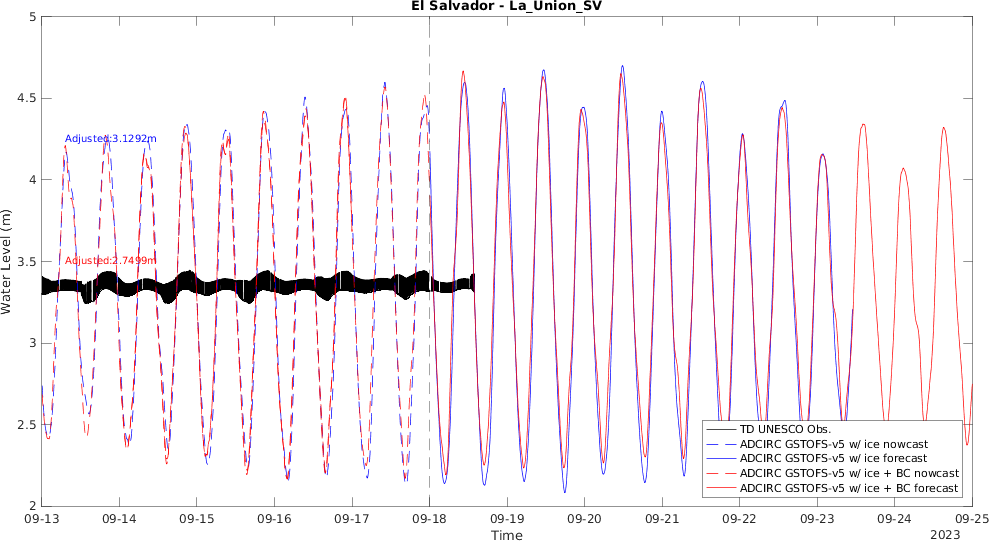 El Salvador - La_Union_SV
5
4.5
4
3.5
3
2.5
2
Water Level (m)
Adjusted:3.1292m
Adjusted:2.7499m
TD UNESCO Obs.
ADCIRC GSTOFS-v5 w/ ice nowcast
ADCIRC GSTOFS-v5 w/ ice forecast
ADCIRC GSTOFS-v5 w/ ice + BC nowcast
ADCIRC GSTOFS-v5 w/ ice + BC forecast
09-13 09-14 09-15 09-16 09-17 09-18 09-19 09-20 09-21 09-22 09-23 09-24 09-25
Time
2023